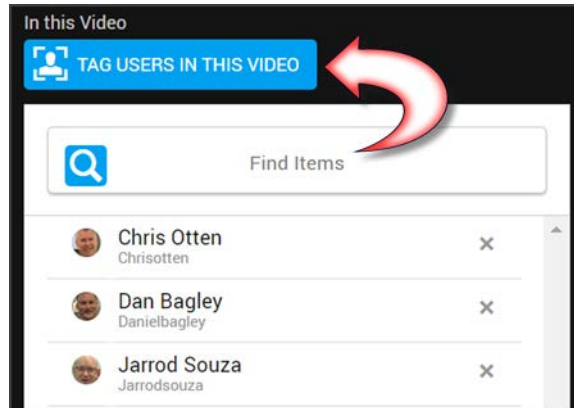 In this Video
TAG USERS IN THIS VIDEO
Find Items
Chris Otten
Chrisotten
Dan Bagley
Danielbagley
Jarrod Souza
Jarrodsouza